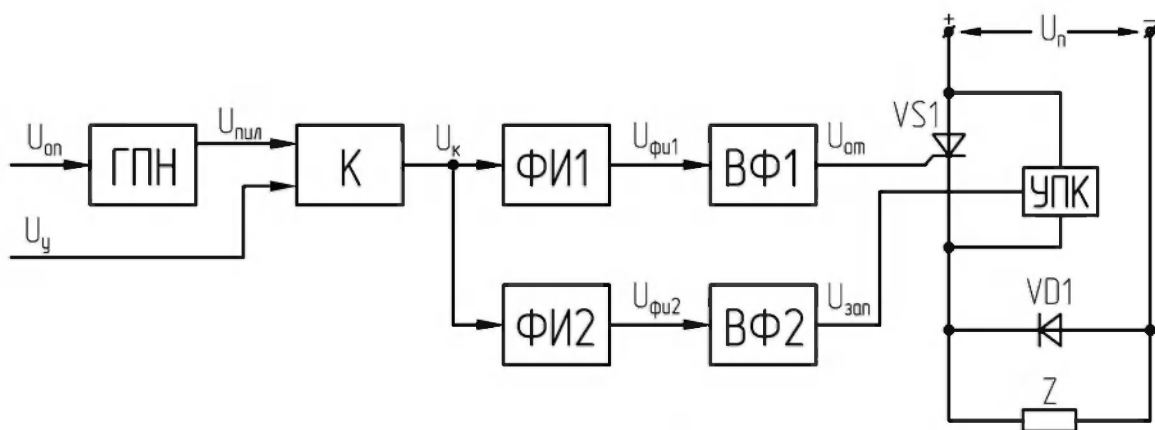 + Uп −
Uоп
ГПН
Uпил
К
Uк
ФИ1
Uфи1
ВФ1
Uот
VS1
УПК
Uу
ФИ2
Uфи2
ВФ2
Uзап
VD1
Z